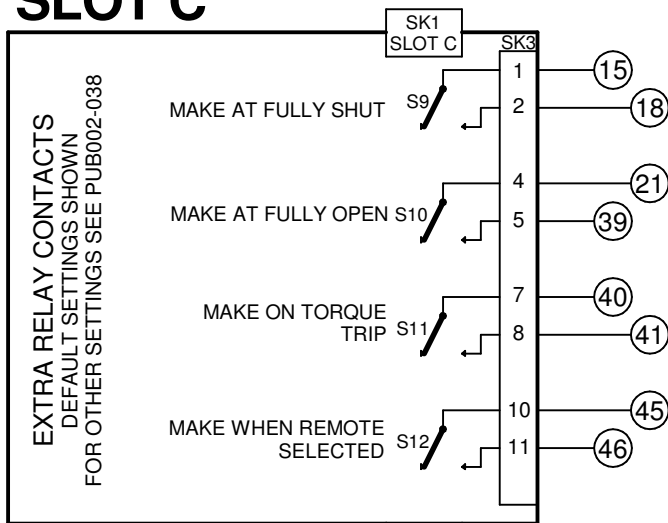 SLOT C
SK1
SLOT C
SK3
EXTRA RELAY CONTACTS
DEFAULT SETTINGS SHOWN
FOR OTHER SETTINGS SEE PUB002-038
MAKE AT FULLY SHUT S9 1 15
2 18
MAKE AT FULLY OPEN S10 4 21
5 39
MAKE ON TORQUE 7 40
TRIP S11 8 41
MAKE WHEN REMOTE 10 45
SELECTED S12 11 46